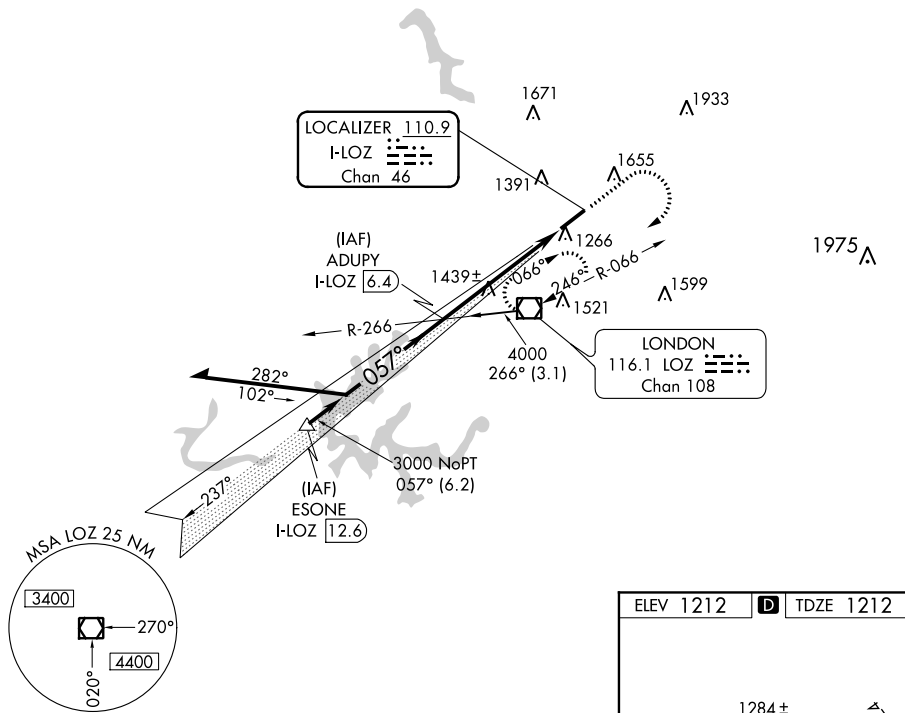 1671
1933
LOCALIZER 110.9
I-LOZ
Chan 46
1655
1391
(IAF)
ADUPY
I-LOZ 6.4
1266
1975
1439±
066°
246°
R-066
1599
1521
R-266
LONDON
116.1 LOZ
Chan 108
4000
266° (3.1)
057°
282°
102°
3000 NoPT
057° (6.2)
237°
(IAF)
ESONE
I-LOZ 12.6
MSA LOZ 25 NM
3400
270°
4400
020°
ELEV 1212 D TDZE 1212
1284±